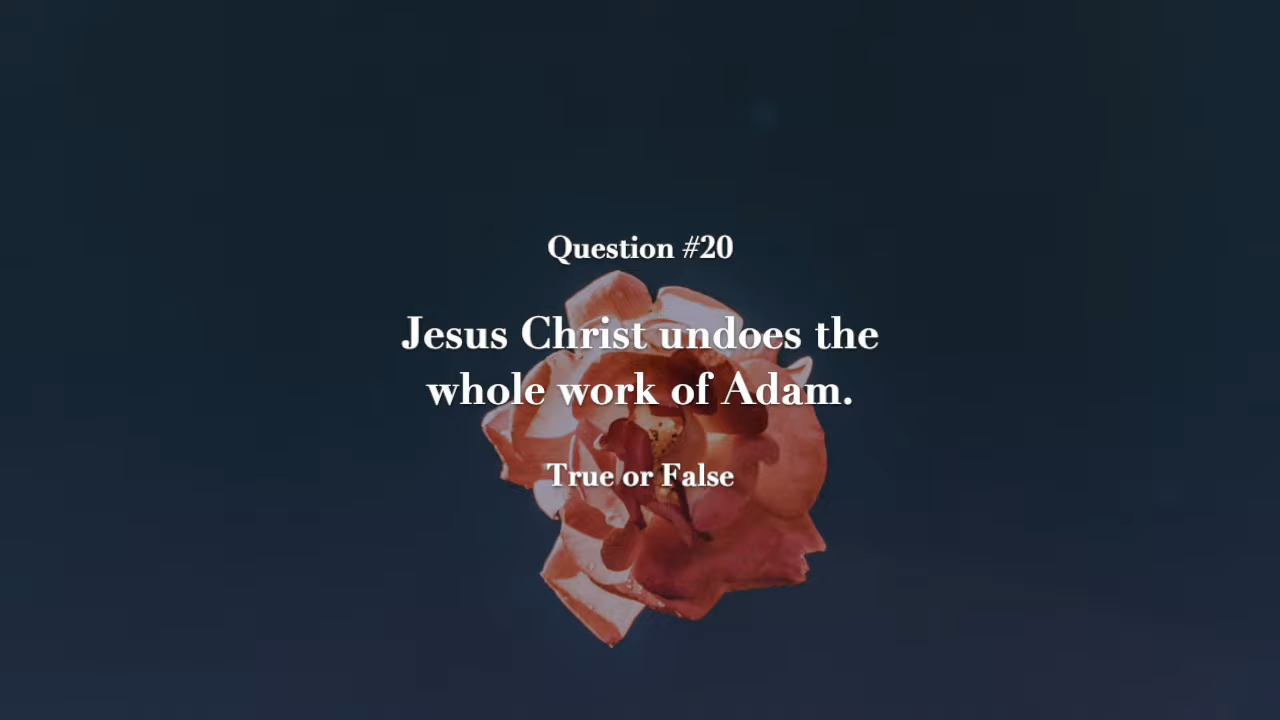 Question #20
Jesus Christ undoes the
whole work of Adam.
True or False